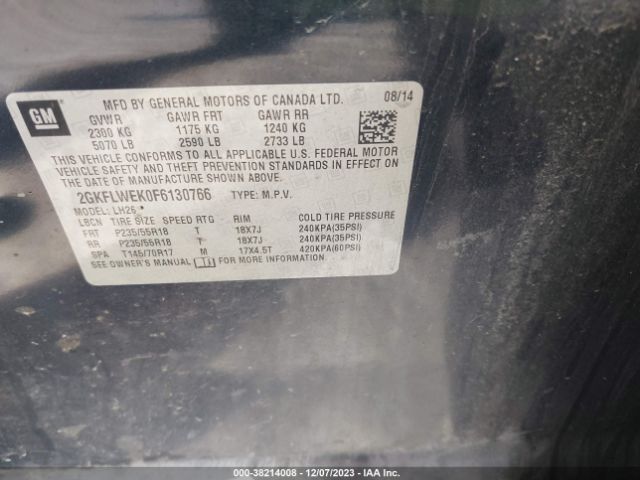 GM
MFD BY GENERAL MOTORS OF CANADA LTD. 08/14
GVWR GAWR FRT GAWR RR
2300 KG 1175 KG 1240 KG
5070 LB 2590 LB 2733 LB
THIS VEHICLE CONFORMS TO ALL APPLICABLE U.S. FEDERAL MOTOR
VEHICLE SAFETY AND THEFT PREVENTION STANDARDS IN EFFECT ON
THE DATE OF MANUFACTURE SHOWN ABOVE.
2GKFLWEK0F6130766 TYPE: M.P.V.
MODEL: LH26 *
LBCN TIRE SIZE SPEED RTG RIM COLD TIRE PRESSURE
FRT P235/55R18 T 18X7J 240KPA(35PSI)
RR P235/55R18 T 18X7J 240KPA(35PSI)
SPA T145/70R17 M 17X4.5T 420KPA(60PSI)
SEE OWNER'S MANUAL FOR MORE INFORMATION.
000-38214008 - 12/07/2023 - IAA Inc.